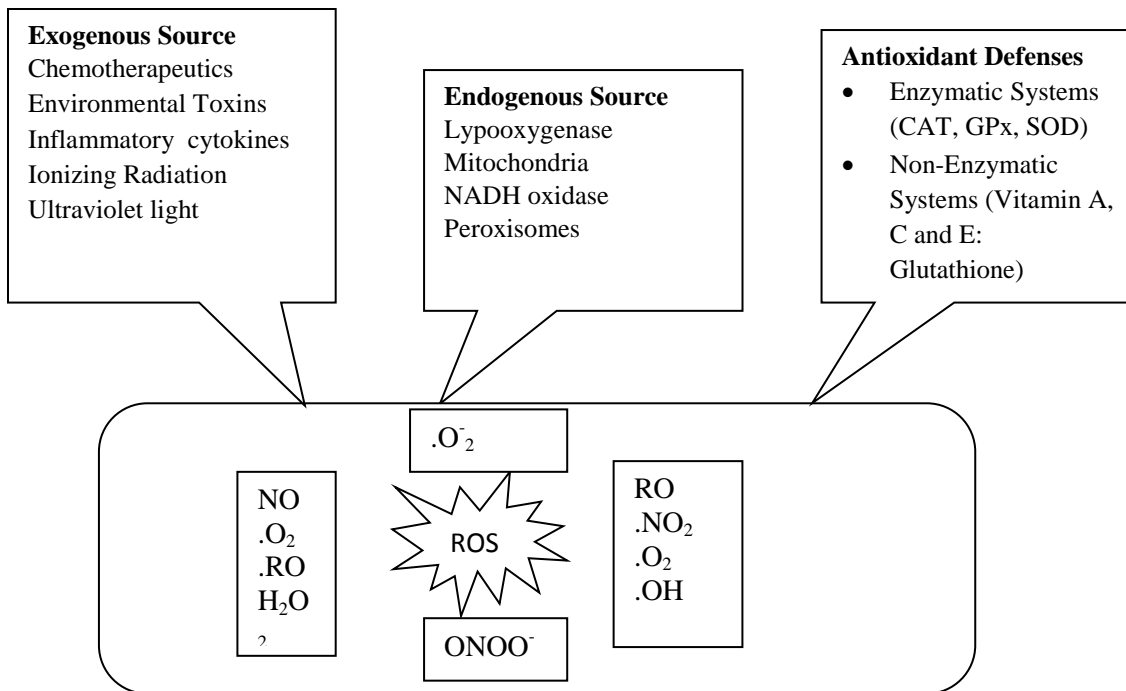 Exogenous Source
Chemotherapeutics
Environmental Toxins
Inflammatory cytokines
Ionizing Radiation
Ultraviolet light
Endogenous Source
Lypooxygenase
Mitochondria
NADH oxidase
Peroxisomes
Antioxidant Defenses
• Enzymatic Systems
(CAT, GPx, SOD)
• Non-Enzymatic
Systems (Vitamin A,
C and E:
Glutathione)
.O⁻₂
NO
.O₂
.RO
H₂O
₂
ROS
RO
.NO₂
.O₂
.OH
ONOO⁻